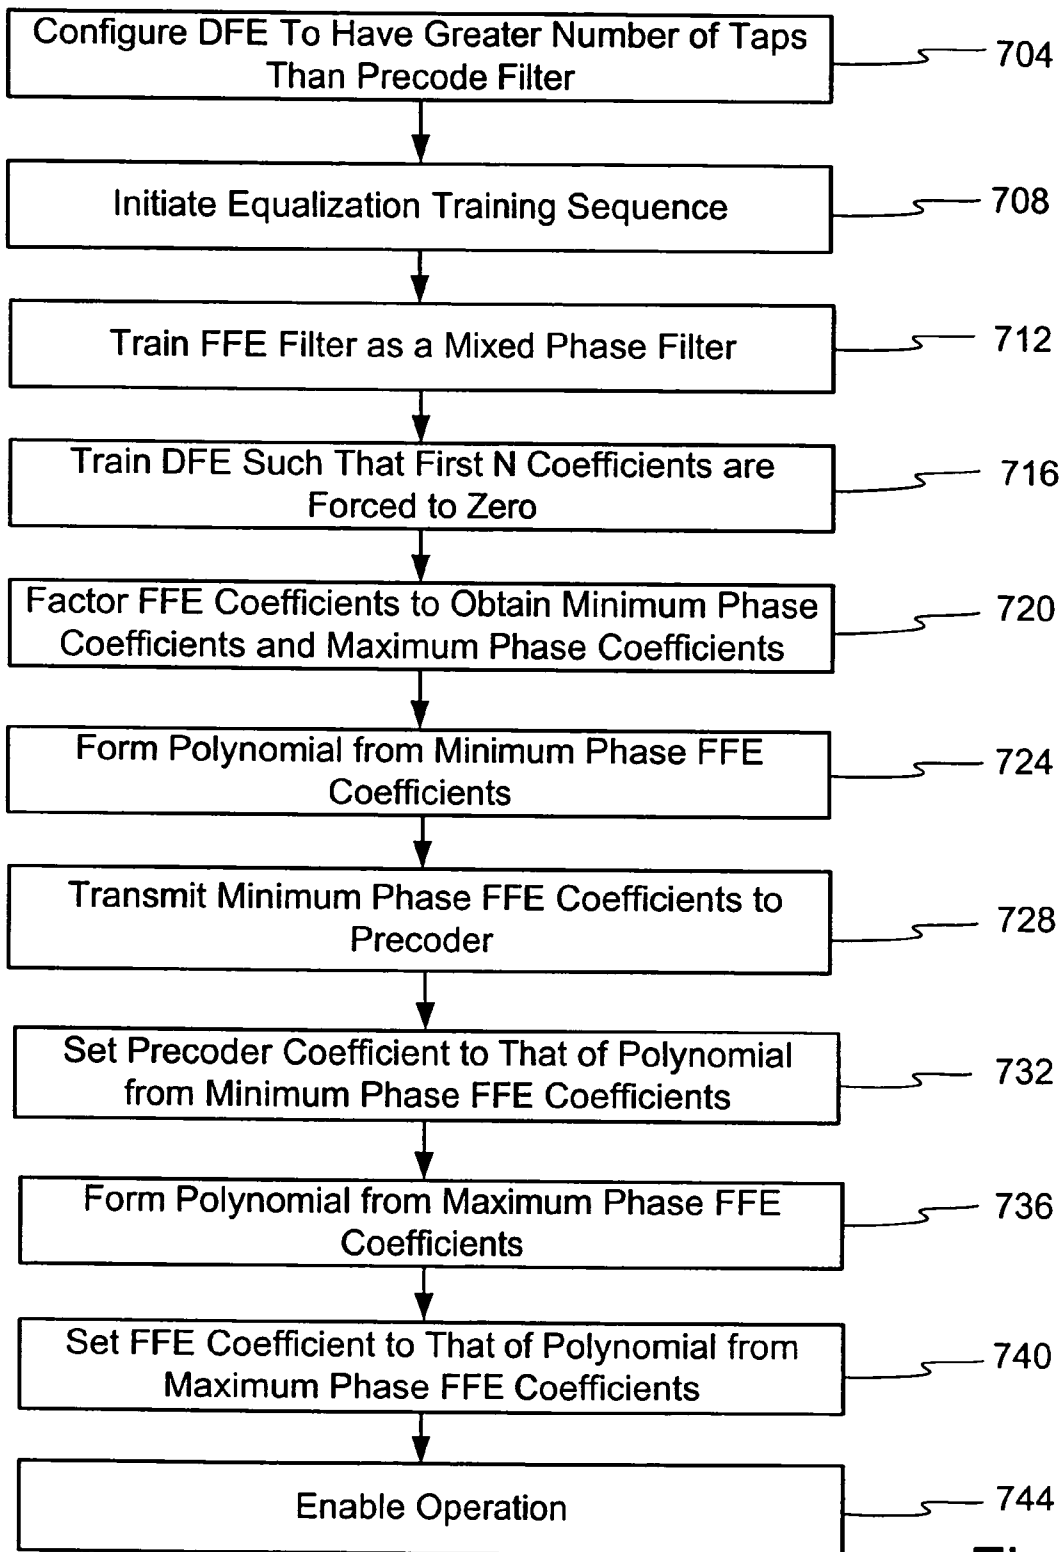 Configure DFE To Have Greater Number of Taps
Than Precode Filter
704
Initiate Equalization Training Sequence
708
Train FFE Filter as a Mixed Phase Filter
712
Train DFE Such That First N Coefficients are
Forced to Zero
716
Factor FFE Coefficients to Obtain Minimum Phase
Coefficients and Maximum Phase Coefficients
720
Form Polynomial from Minimum Phase FFE
Coefficients
724
Transmit Minimum Phase FFE Coefficients to
Precoder
728
Set Precoder Coefficient to That of Polynomial
from Minimum Phase FFE Coefficients
732
Form Polynomial from Maximum Phase FFE
Coefficients
736
Set FFE Coefficient to That of Polynomial from
Maximum Phase FFE Coefficients
740
Enable Operation
744